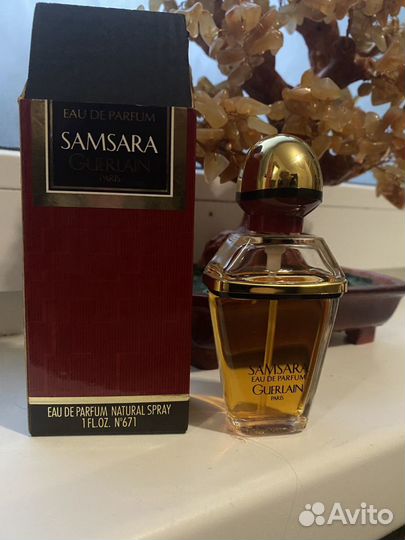 EAU DE PARFUM
SAMSARA
GUERLAIN
PARIS
EAU DE PARFUM NATURAL SPRAY
1 FL.OZ. N°671
SAMSARA
EAU DE PARFUM
GUERLAIN
PARIS
Avito